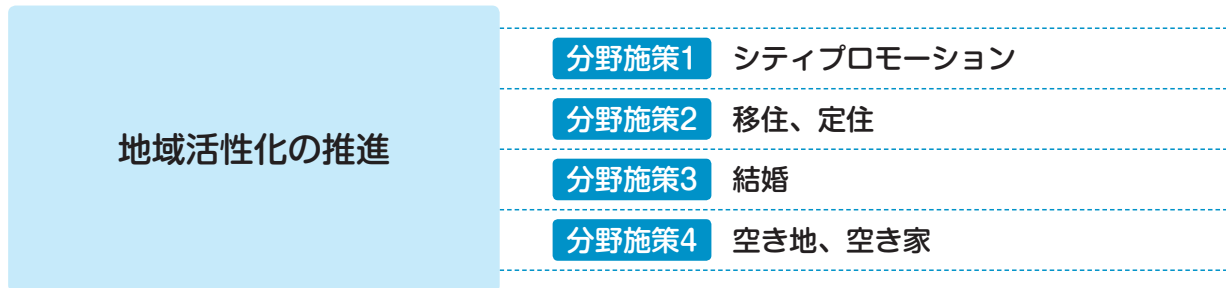 地域活性化の推進
分野施策1 シティプロモーション
分野施策2 移住、定住
分野施策3 結婚
分野施策4 空き地、空き家